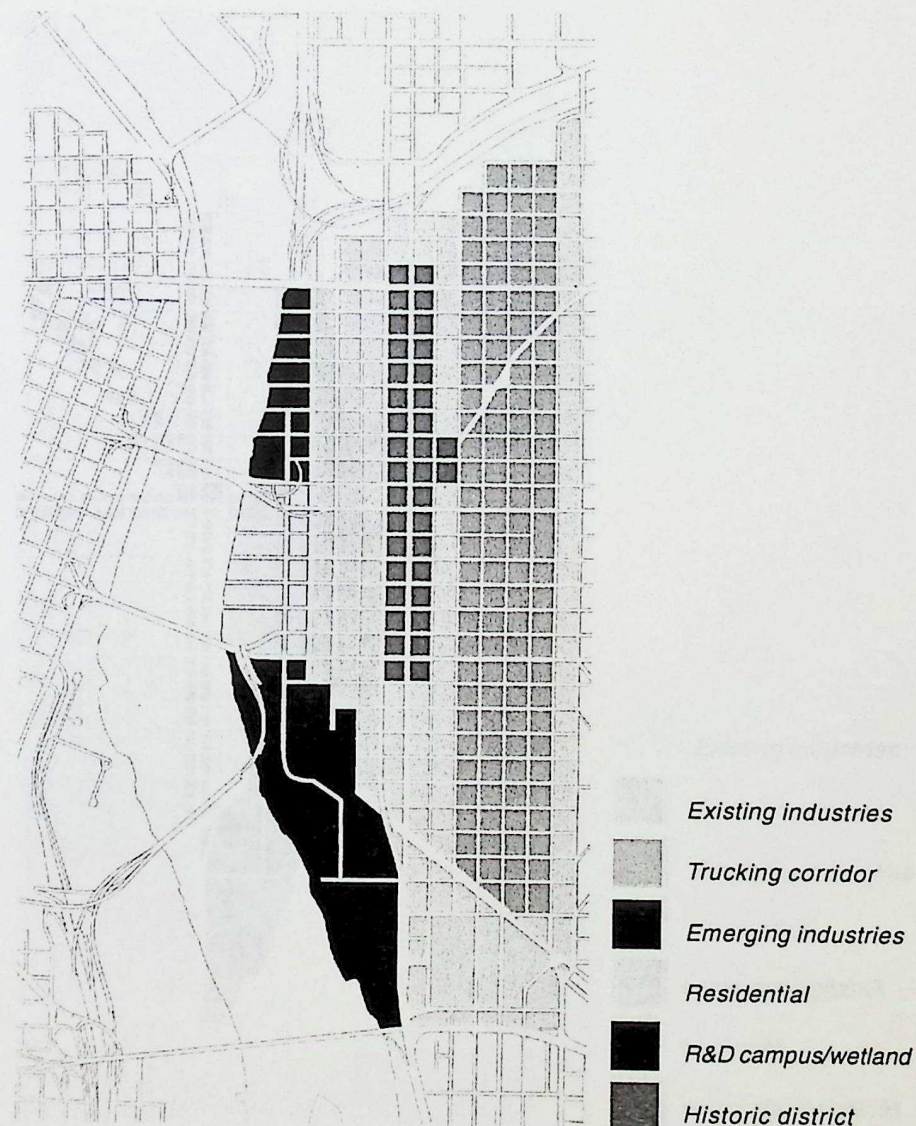 Existing industries
Trucking corridor
Emerging industries
Residential
R&D campus/wetland
Historic district